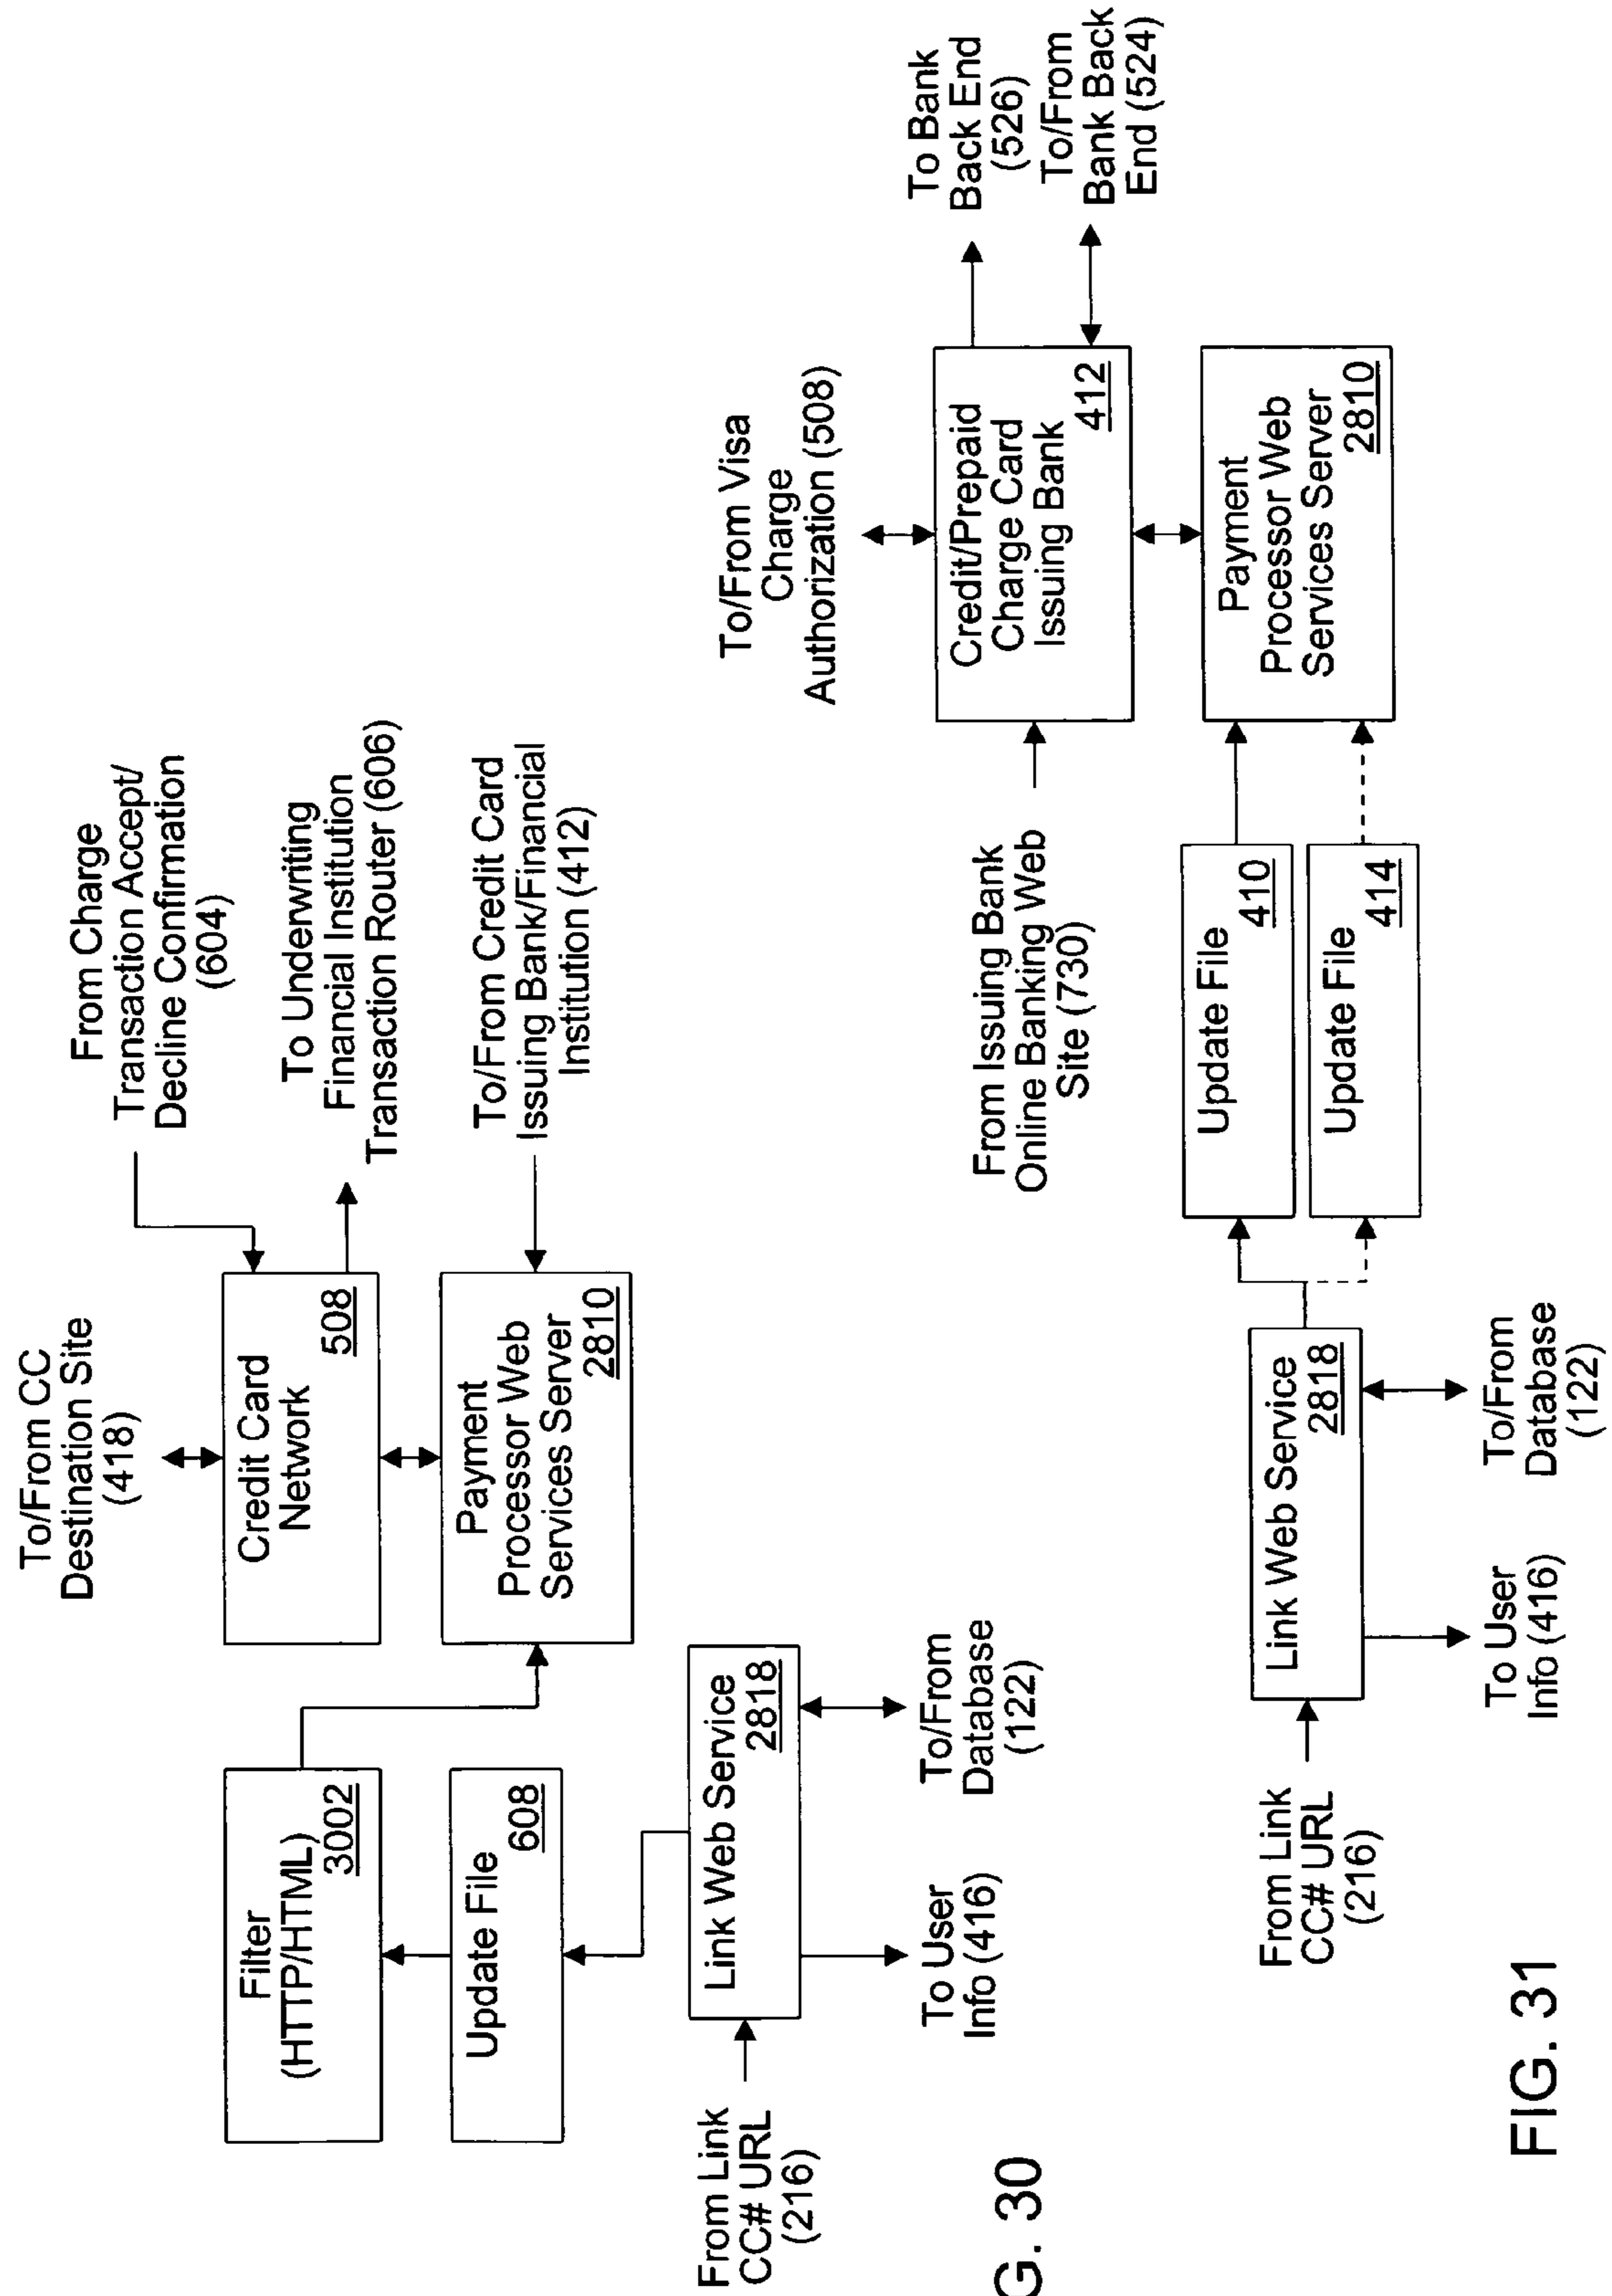 To/From CC
Destination Site
(418)
From Charge
Transaction Accept/
Decline Confirmation
(604)
Filter
(HTTP/HTML)
3002
Credit Card
Network
508
To Underwriting
Financial Institution
Transaction Router (606)
Update File
608
Payment
Processor Web
Services Server
2810
To/From Credit Card
Issuing Bank/Financial
Institution (412)
From Link
CC# URL
(216)
Link Web Service
2818
To User
Info (416)
To/From
Database
(122)
G. 30
To/From Visa
Charge
Authorization (508)
From Issuing Bank
Online Banking Web
Site (730)
Credit/Prepaid
Charge Card
Issuing Bank
412
To Bank
Back End
(526)
To/From
Bank Back
End (524)
Update File
410
Update File
414
Payment
Processor Web
Services Server
2810
From Link
CC# URL
(216)
Link Web Service
2818
To User
Info (416)
To/From
Database
(122)
FIG. 31